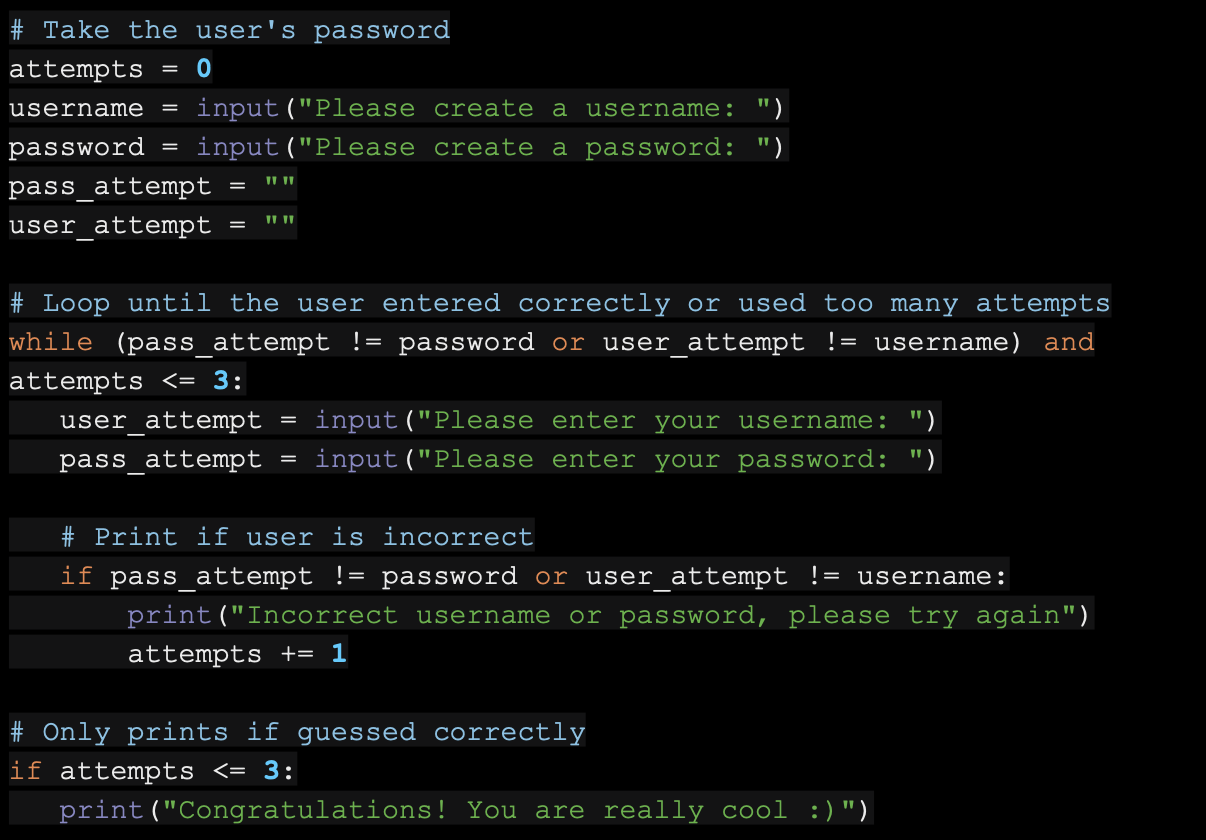 # Take the user's password
attempts = 0
username = input("Please create a username: ")
password = input("Please create a password: ")
pass_attempt = ""
user_attempt = ""
# Loop until the user entered correctly or used too many attempts
while (pass_attempt != password or user_attempt != username) and
attempts <= 3:
   user_attempt = input("Please enter your username: ")
   pass_attempt = input("Please enter your password: ")
   # Print if user is incorrect
   if pass_attempt != password or user_attempt != username:
       print("Incorrect username or password, please try again")
       attempts += 1
# Only prints if guessed correctly
if attempts <= 3:
   print("Congratulations! You are really cool :)")